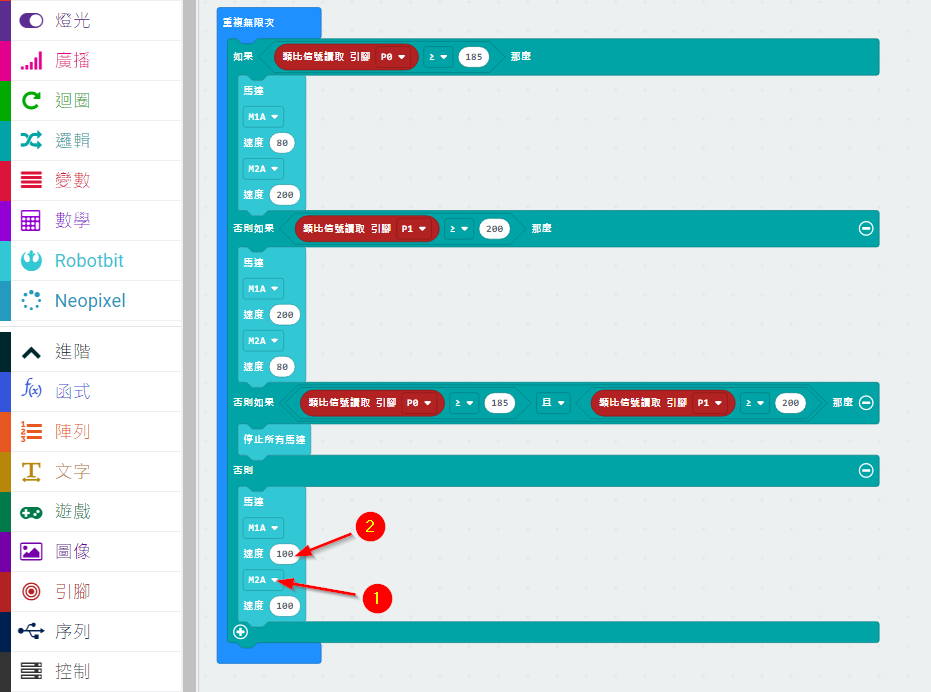 燈光
廣播
迴圈
邏輯
變數
數學
Robotbit
Neopixel
進階
函式
陣列
文字
遊戲
圖像
引腳
序列
控制
重複無限次
如果 類比信號讀取 引腳 P0 ≥ 185 那麼
馬達
M1A
速度 80
M2A
速度 200
否則如果 類比信號讀取 引腳 P1 ≥ 200 那麼
馬達
M1A
速度 200
M2A
速度 80
否則如果 類比信號讀取 引腳 P0 ≥ 185 且 類比信號讀取 引腳 P1 ≥ 200 那麼
停止所有馬達
否則
馬達
M1A
2
速度 100
M2A
1
速度 100